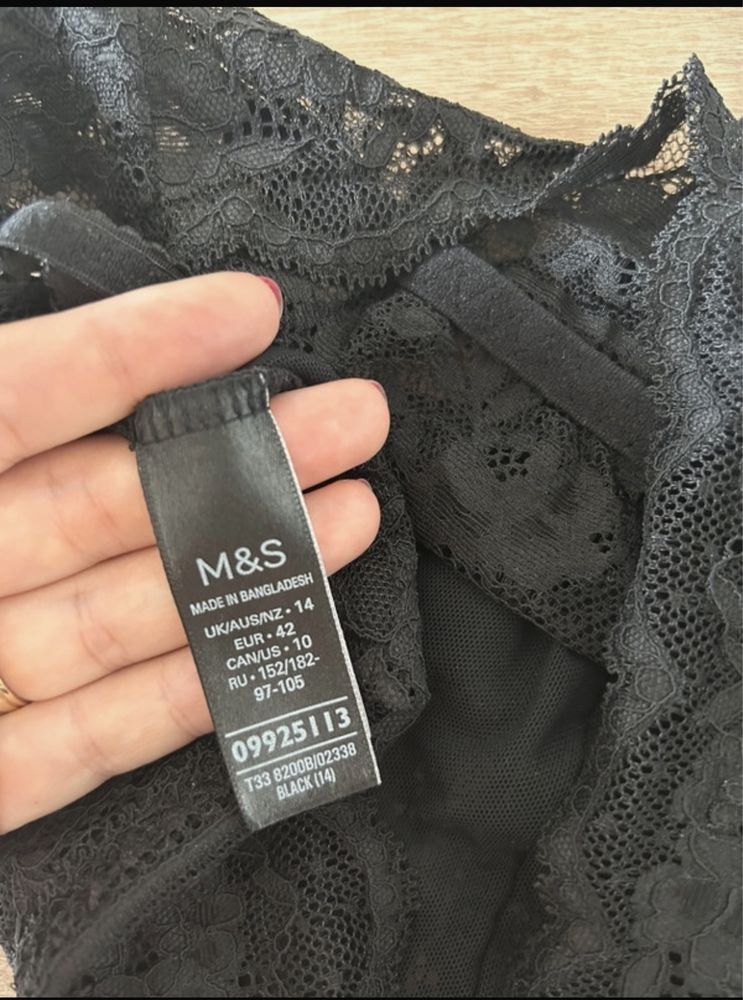 M&S
MADE IN BANGLADESH
UK/AUS/NZ • 14
EUR • 42
CAN/US • 10
RU • 152/182-
97-105
09925113
T33 8200B/02338
BLACK (14)